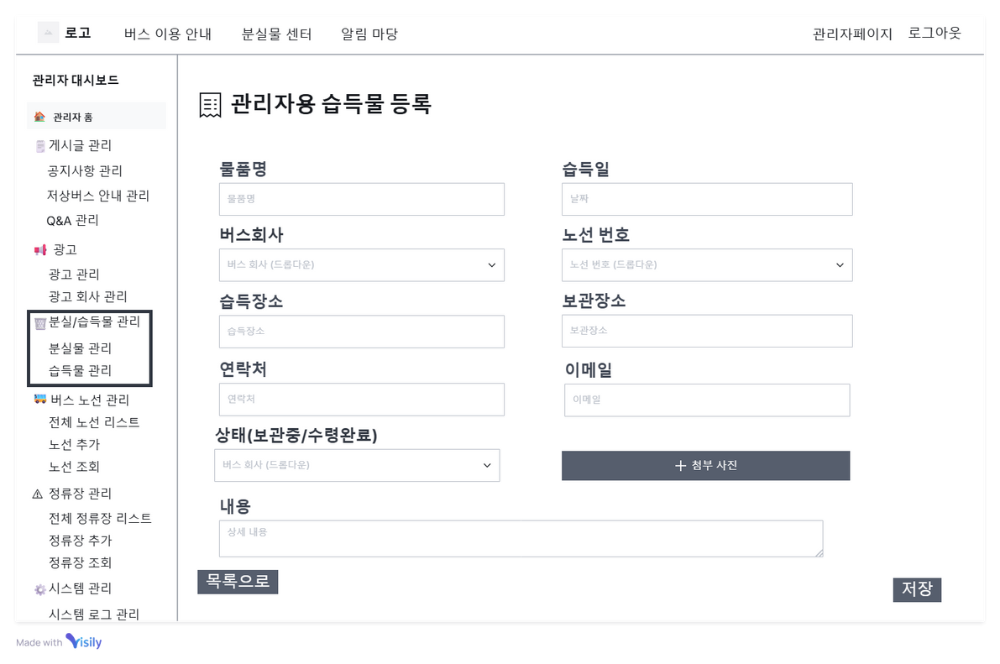 로고 버스 이용 안내 분실물 센터 알림 마당 관리자페이지 로그아웃
관리자 대시보드
관리자 홈
게시글 관리
공지사항 관리
저상버스 안내 관리
Q&A 관리
광고
광고 관리
광고 회사 관리
분실/습득물 관리
분실물 관리
습득물 관리
버스 노선 관리
전체 노선 리스트
노선 추가
노선 조회
정류장 관리
전체 정류장 리스트
정류장 추가
정류장 조회
시스템 관리
시스템 로그 관리
관리자용 습득물 등록
물품명 습득일
물품명 날짜
버스회사 노선 번호
버스 회사 (드롭다운) 노선 번호 (드롭다운)
습득장소 보관장소
습득장소 보관장소
연락처 이메일
연락처 이메일
상태(보관중/수령완료)
버스 회사 (드롭다운) 첨부 사진
내용
상세 내용
목록으로 저장
Made with Visily